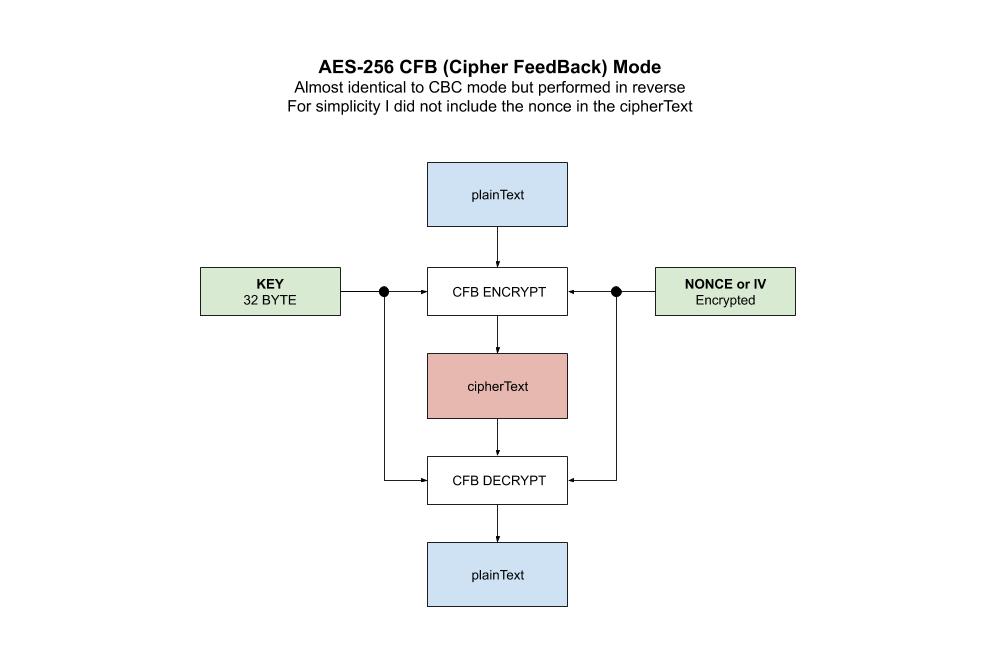 AES-256 CFB (Cipher FeedBack) Mode
Almost identical to CBC mode but performed in reverse
For simplicity I did not include the nonce in the cipherText
plainText
KEY
32 BYTE
CFB ENCRYPT
NONCE or IV
Encrypted
cipherText
CFB DECRYPT
plainText